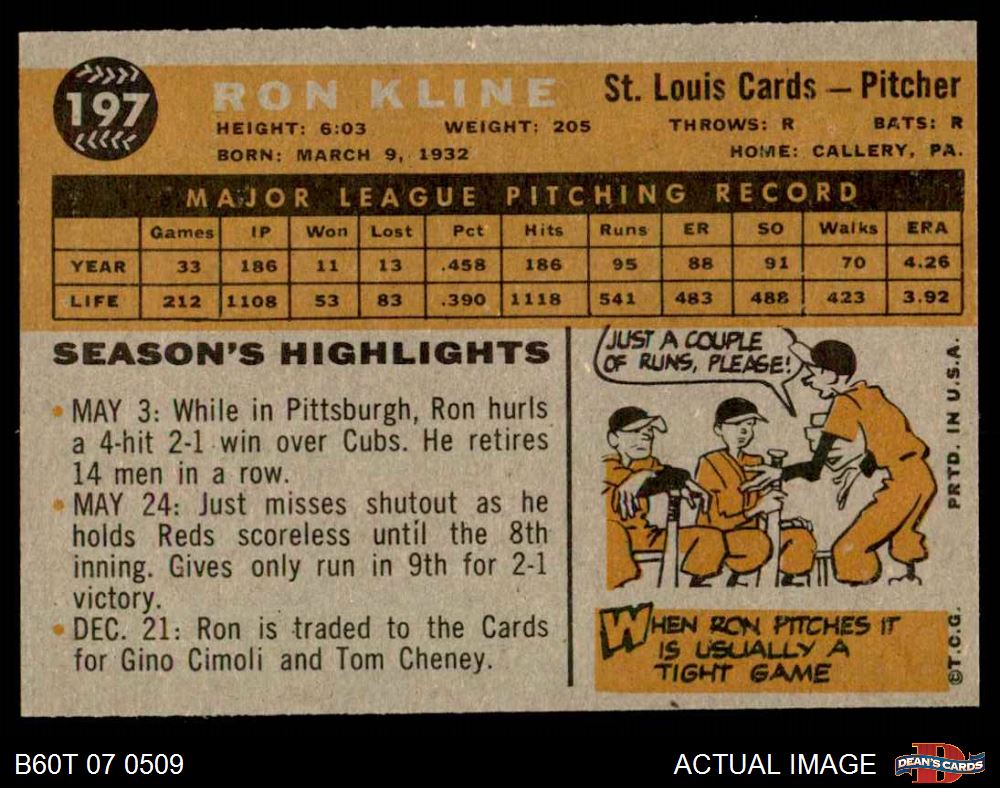 197
RON KLINE
St. Louis Cards — Pitcher
HEIGHT: 6:03 WEIGHT: 205 THROWS: R BATS: R
BORN: MARCH 9, 1932 HOME: CALLERY, PA.
MAJOR LEAGUE PITCHING RECORD
Games IP Won Lost Pct Hits Runs ER SO Walks ERA
YEAR 33 186 11 13 .458 186 95 88 91 70 4.26
LIFE 212 1108 53 83 .390 1118 541 483 488 423 3.92
SEASON'S HIGHLIGHTS
• MAY 3: While in Pittsburgh, Ron hurls
a 4-hit 2-1 win over Cubs. He retires
14 men in a row.
• MAY 24: Just misses shutout as he
holds Reds scoreless until the 8th
inning. Gives only run in 9th for 2-1
victory.
• DEC. 21: Ron is traded to the Cards
for Gino Cimoli and Tom Cheney.
JUST A COUPLE
OF RUNS, PLEASE!
WHEN RON PITCHES IT
IS USUALLY A
TIGHT GAME
PRTD. IN U.S.A.
©T.C.G.
B60T 07 0509
ACTUAL IMAGE
DEAN'S CARDS